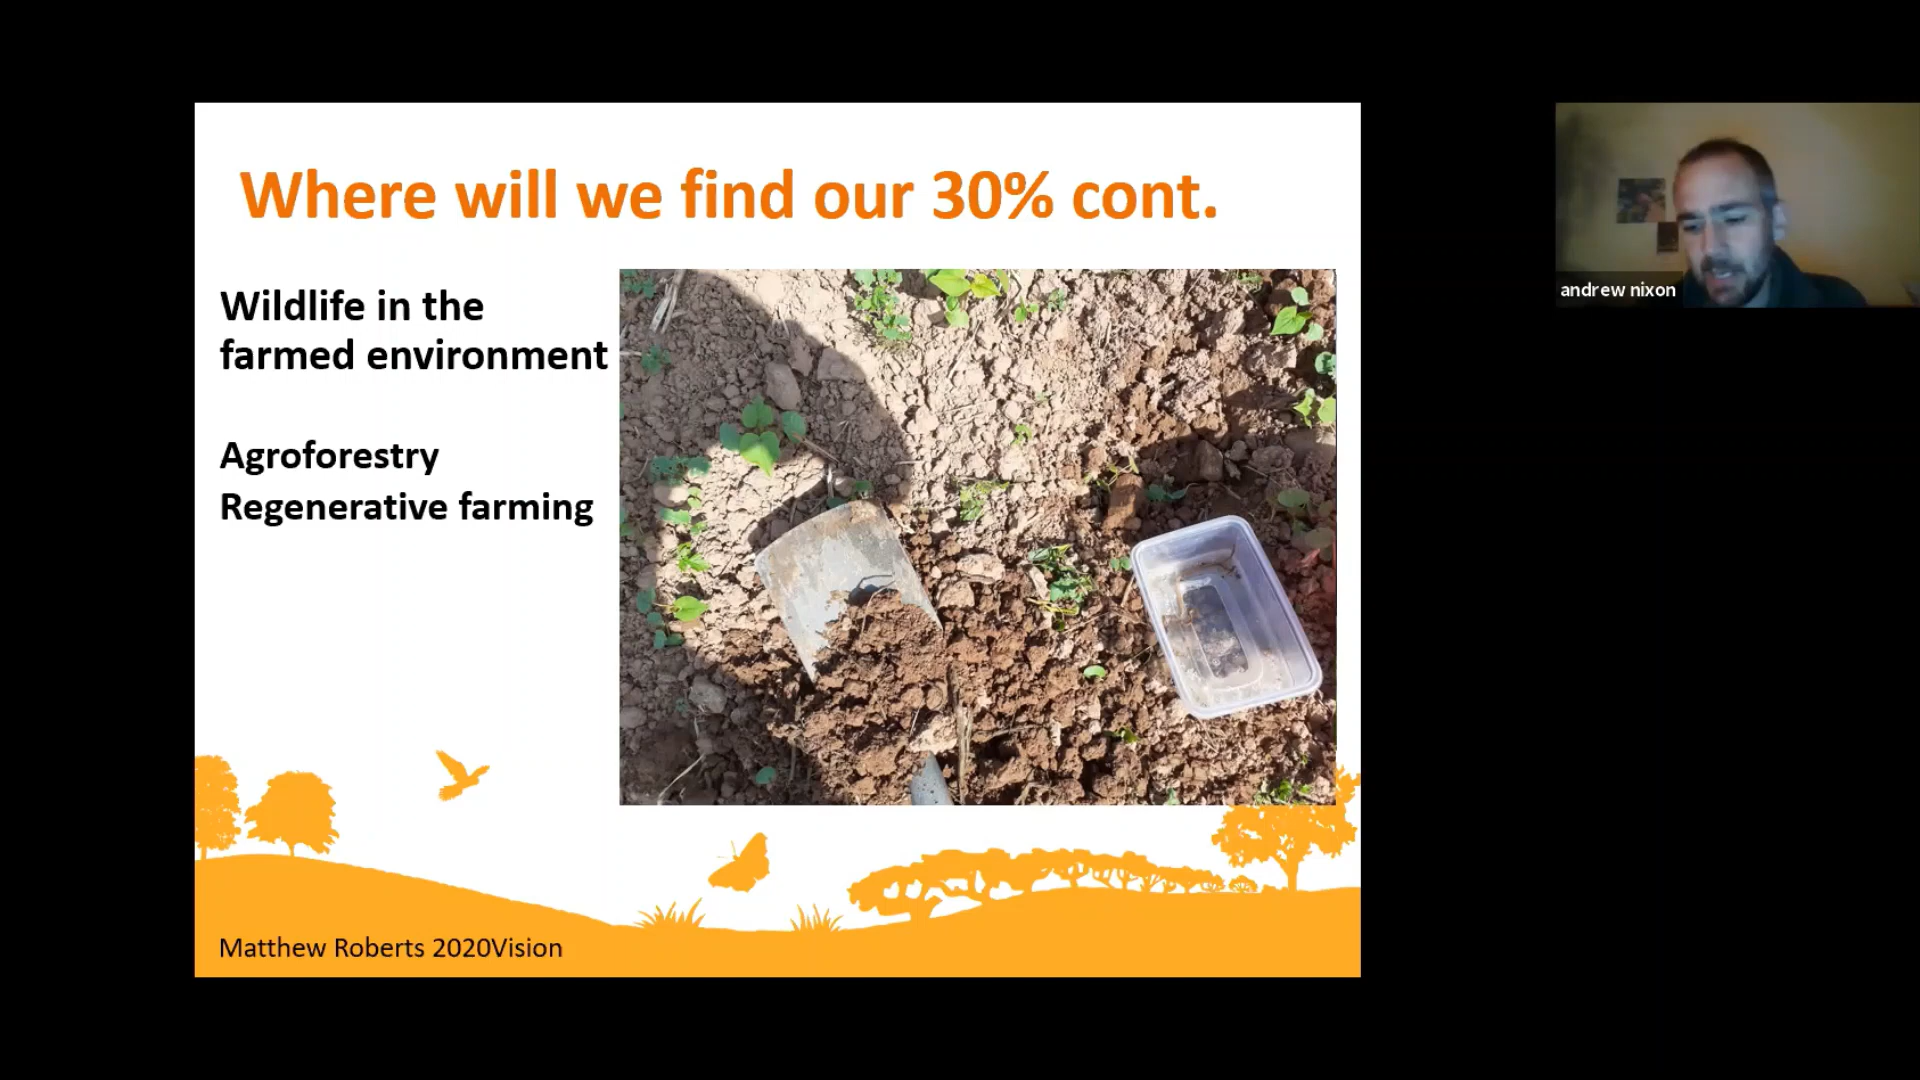 Where will we find our 30% cont.
Wildlife in the
farmed environment
Agroforestry
Regenerative farming
Matthew Roberts 2020Vision
andrew nixon